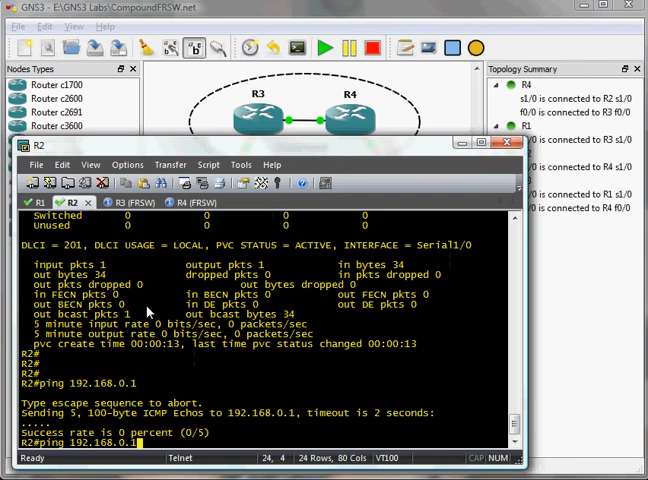 GNS3 - E:\GNS3 Labs\CompoundFRSW.net
File Edit View Help
Nodes Types
Router c1700
Router c2600
Router c2691
Router c3600
R3
R4
Topology Summary
R4
s1/0 is connected to R2 s1/0
f0/0 is connected to R3 f0/0
R1
is connected to R3 s1/0
is connected to R4 s1/0
is connected to R1 s1/0
is connected to R4 f0/0
R2
File Edit View Options Transfer Script Tools Help
R1 R2 R3 (FRSW) R4 (FRSW)
Switched 0 0 0 0
Unused 0 0 0 0
DLCI = 201, DLCI USAGE = LOCAL, PVC STATUS = ACTIVE, INTERFACE = Serial1/0
input pkts 1 output pkts 1 in bytes 34
out bytes 34 dropped pkts 0 in pkts dropped 0
out pkts dropped 0 out bytes dropped 0
in FECN pkts 0 in BECN pkts 0 out FECN pkts 0
out BECN pkts 0 in DE pkts 0 out DE pkts 0
out bcast pkts 1 out bcast bytes 34
5 minute input rate 0 bits/sec, 0 packets/sec
5 minute output rate 0 bits/sec, 0 packets/sec
pvc create time 00:00:13, last time pvc status changed 00:00:13
R2#
R2#
R2#
R2#ping 192.168.0.1
Type escape sequence to abort.
Sending 5, 100-byte ICMP Echos to 192.168.0.1, timeout is 2 seconds:
.....
Success rate is 0 percent (0/5)
R2#ping 192.168.0.1
Ready Telnet 24, 4 24 Rows, 80 Cols VT100 CAP NUM